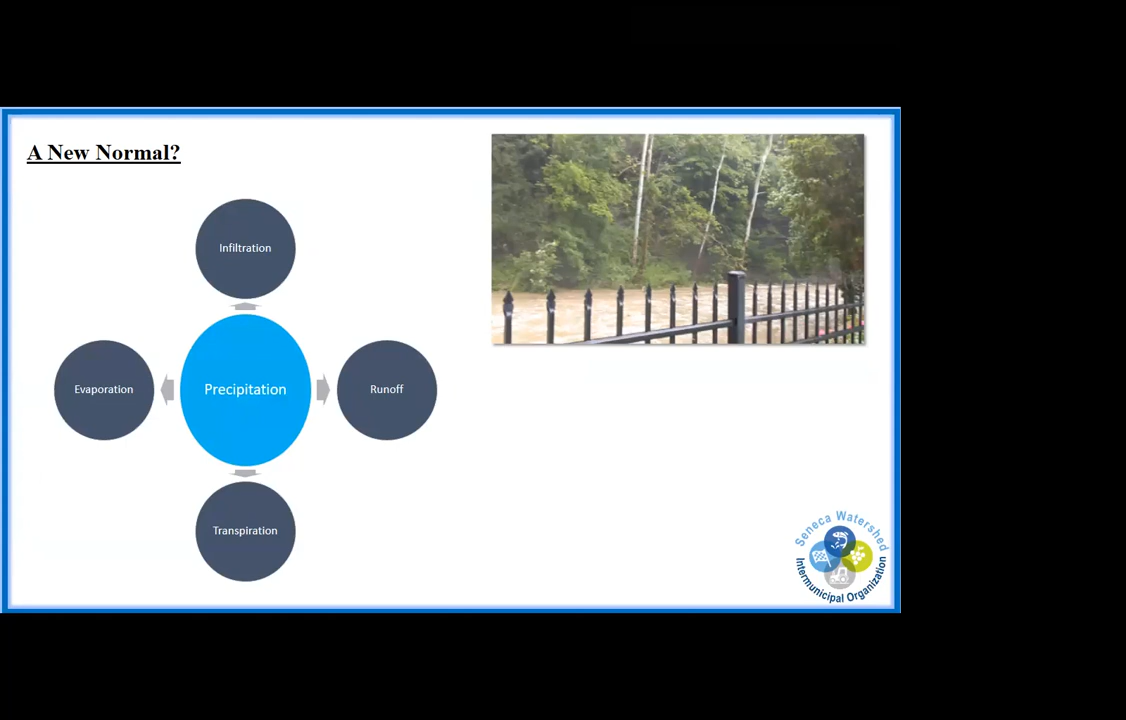 A New Normal?
Infiltration
Evaporation
Precipitation
Runoff
Transpiration
Seneca Watershed
Intermunicipal Organization